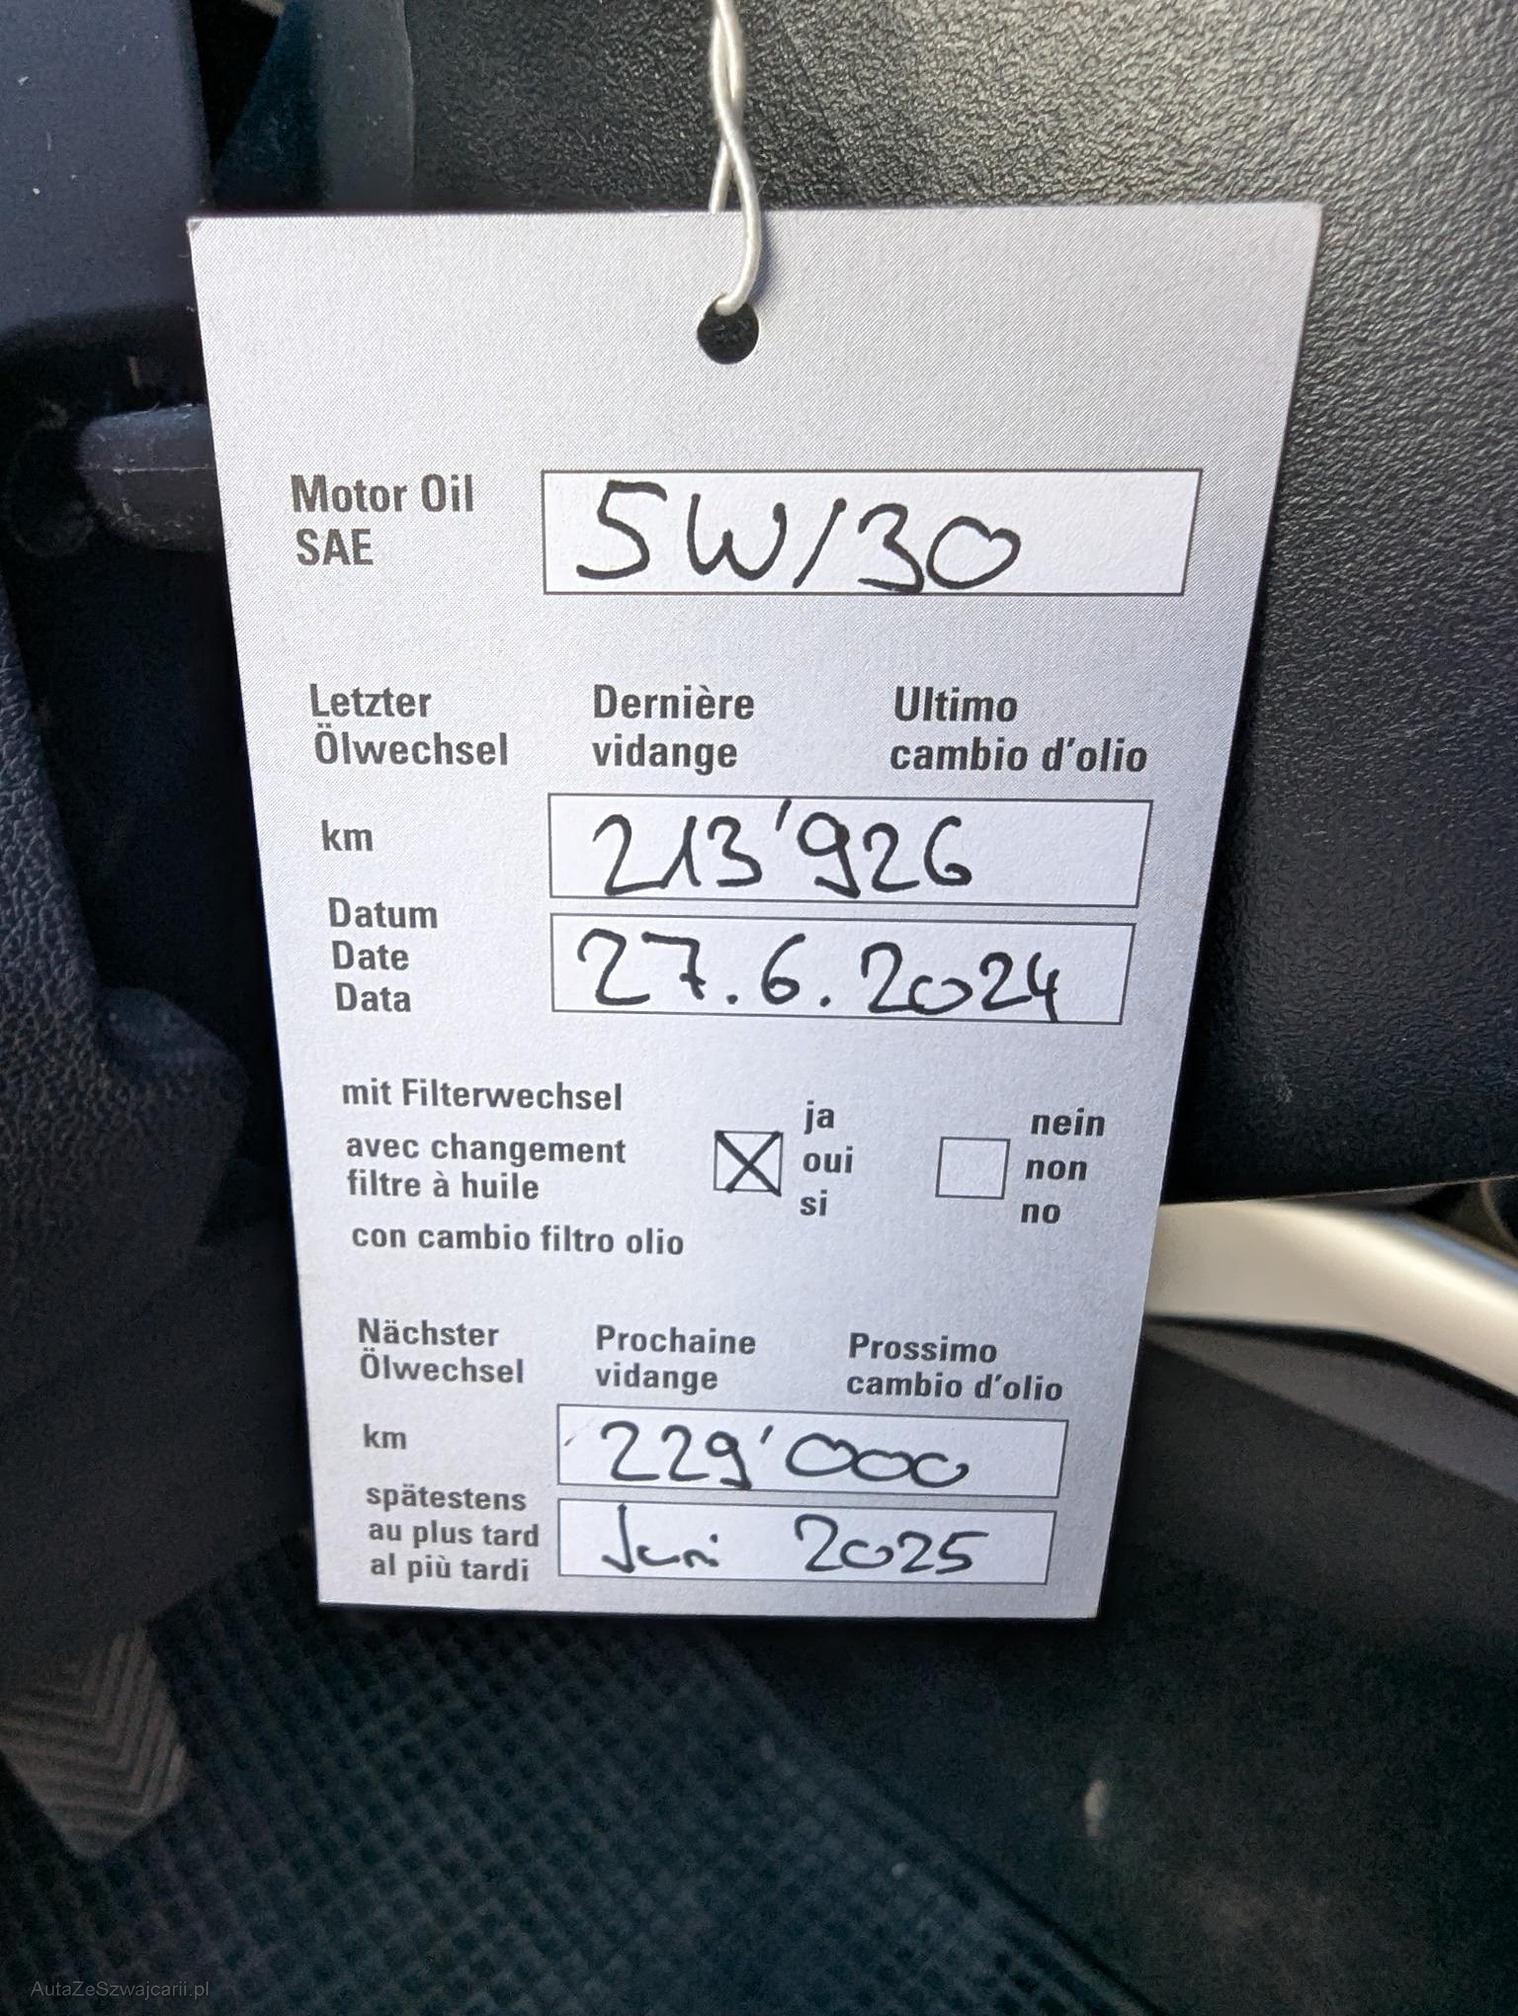 Motor Oil
SAE
5W/30
Letzter
Ölwechsel
Dernière
vidange
Ultimo
cambio d'olio
km
213'926
Datum
Date
Data
27.6.2024
mit Filterwechsel
avec changement
filtre à huile
con cambio filtro olio
ja
oui
si
nein
non
no
Nächster
Ölwechsel
Prochaine
vidange
Prossimo
cambio d'olio
km
229'000
spätestens
au plus tard
al più tardi
Juni 2025
AutaZeSzwajcarii.pl